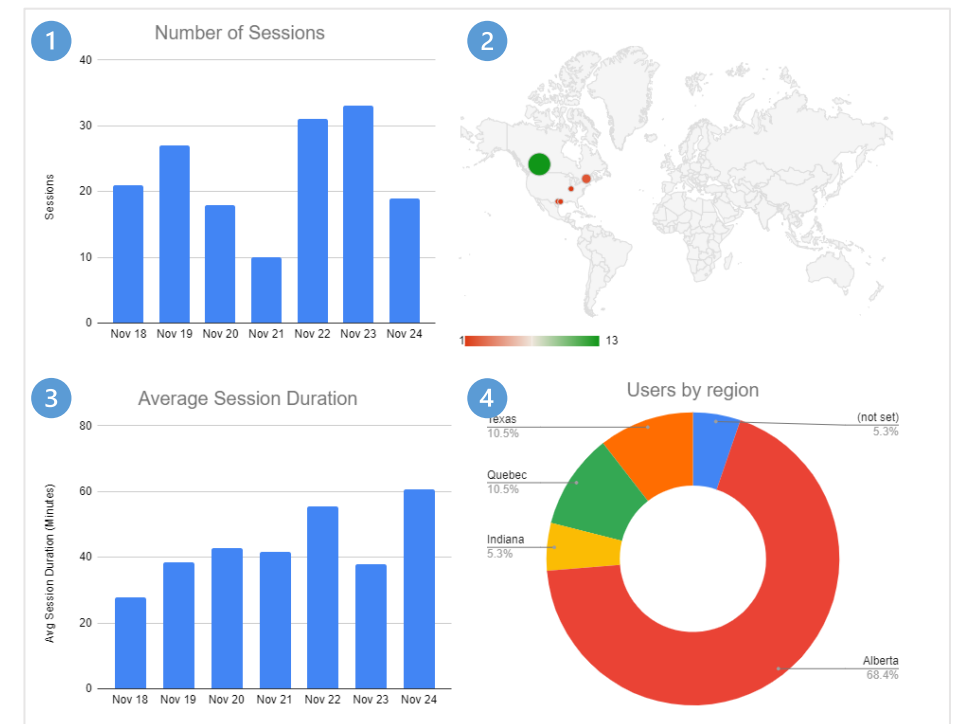 1
Number of Sessions
40
30
20
10
0
Sessions
Nov 18 Nov 19 Nov 20 Nov 21 Nov 22 Nov 23 Nov 24
2
1 13
3
Average Session Duration
80
60
40
20
0
Avg Session Duration (Minutes)
Nov 18 Nov 19 Nov 20 Nov 21 Nov 22 Nov 23 Nov 24
4
Users by region
Texas
10.5%
(not set)
5.3%
Quebec
10.5%
Indiana
5.3%
Alberta
68.4%